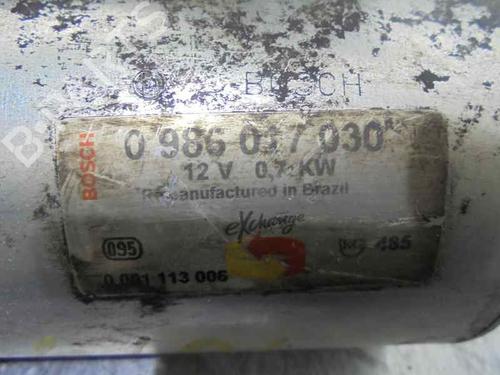 BOSCH
BOSCH
0 986 017 030
12 V 0,7 KW
Remanufactured in Brazil
eXchange
095
485
0 001 113 006